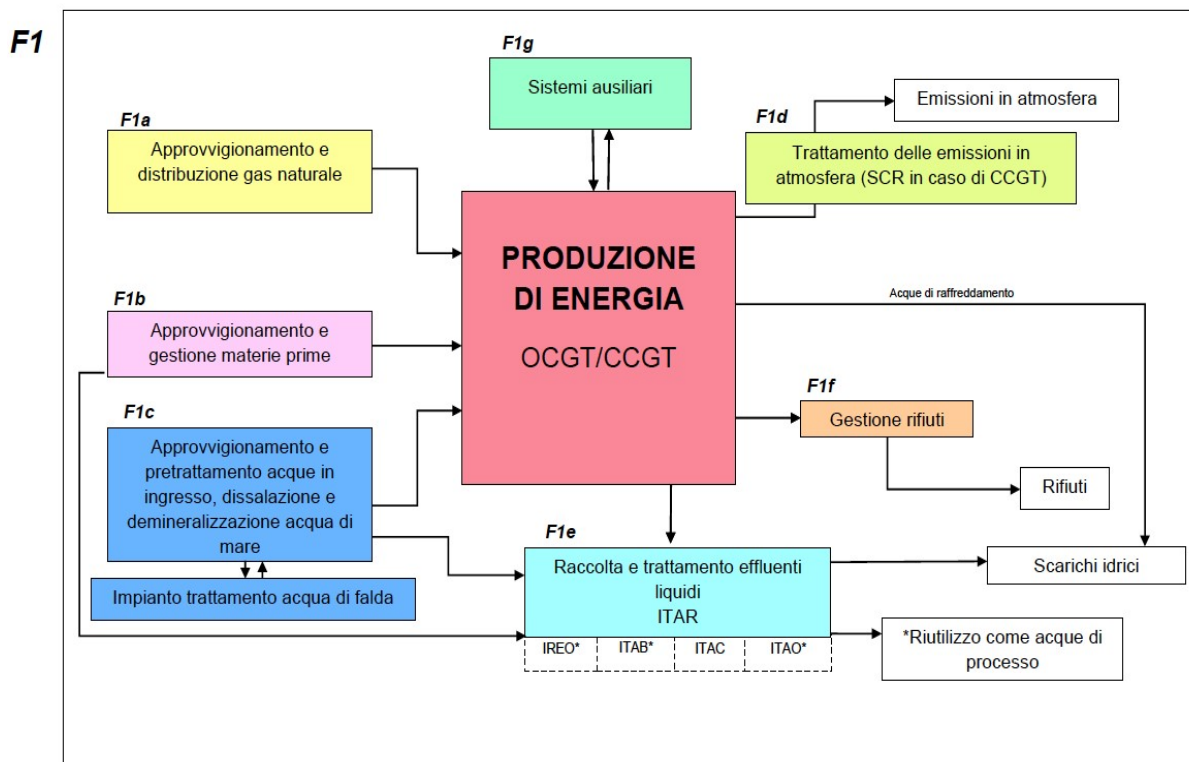 F1
F1g
Sistemi ausiliari
Emissioni in atmosfera
F1d
F1a
Approvvigionamento e
distribuzione gas naturale
Trattamento delle emissioni in
atmosfera (SCR in caso di CCGT)
PRODUZIONE
DI ENERGIA
OCGT/CCGT
Acque di raffreddamento
F1b
Approvvigionamento e
gestione materie prime
F1f
Gestione rifiuti
F1c
Approvvigionamento e
pretrattamento acque in
ingresso, dissalazione e
demineralizzazione acqua di
mare
Rifiuti
F1e
Raccolta e trattamento effluenti
liquidi
ITAR
Scarichi idrici
Impianto trattamento acqua di falda
IREO*
ITAB*
ITAC
ITAO*
*Riutilizzo come acque di
processo